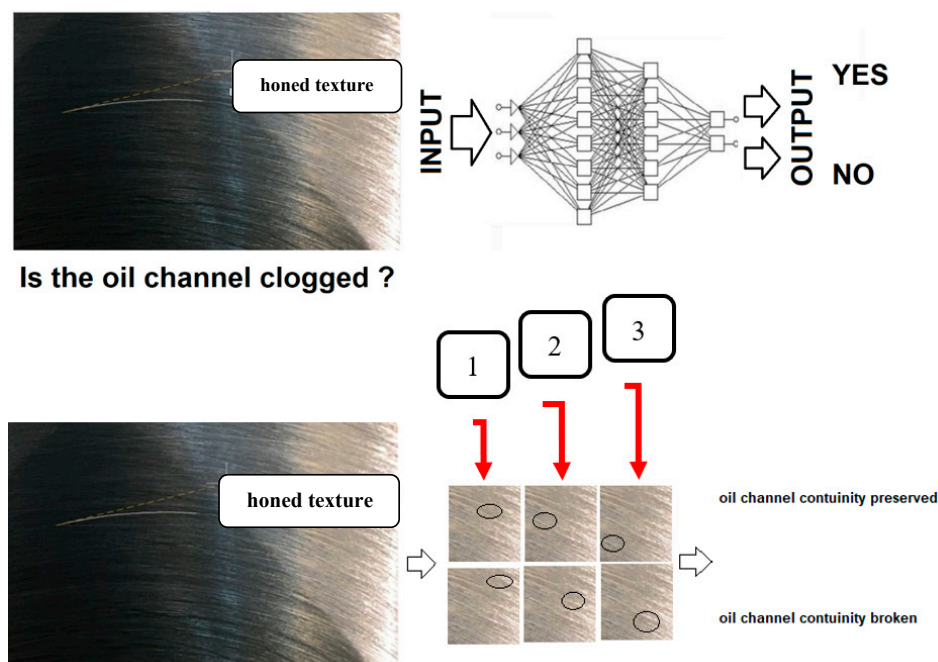 honed texture
INPUT
OUTPUT
YES
NO
Is the oil channel clogged ?
1
2
3
honed texture
oil channel contuinity preserved
oil channel contuinity broken